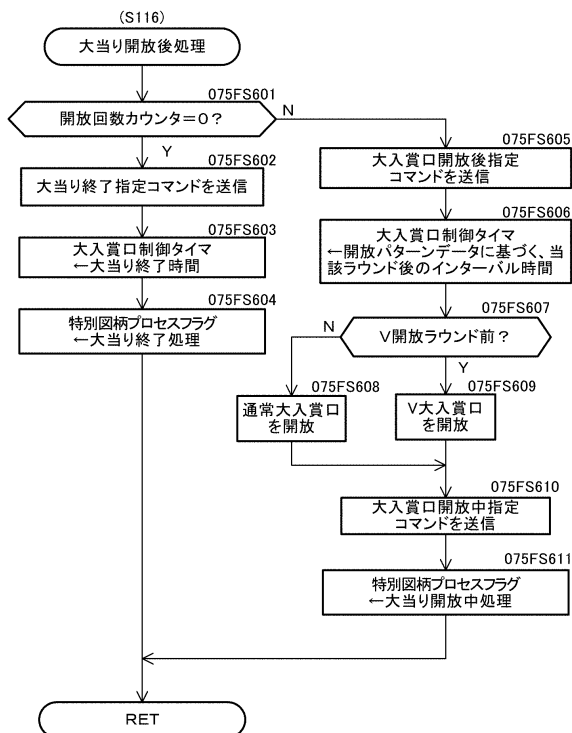 (S116)
大当り開放後処理
075FS601
開放回数カウンタ=0?
N
Y
075FS602
大当り終了指定コマンドを送信
075FS603
大入賞口制御タイマ
←大当り終了時間
075FS604
特別図柄プロセスフラグ
←大当り終了処理
075FS605
大入賞口開放後指定
コマンドを送信
075FS606
大入賞口制御タイマ
←開放パターンデータに基づく、当
該ラウンド後のインターバル時間
075FS607
V開放ラウンド前?
N
Y
075FS608
通常大入賞口
を開放
075FS609
V大入賞口
を開放
075FS610
大入賞口開放中指定
コマンドを送信
075FS611
特別図柄プロセスフラグ
←大当り開放中処理
RET